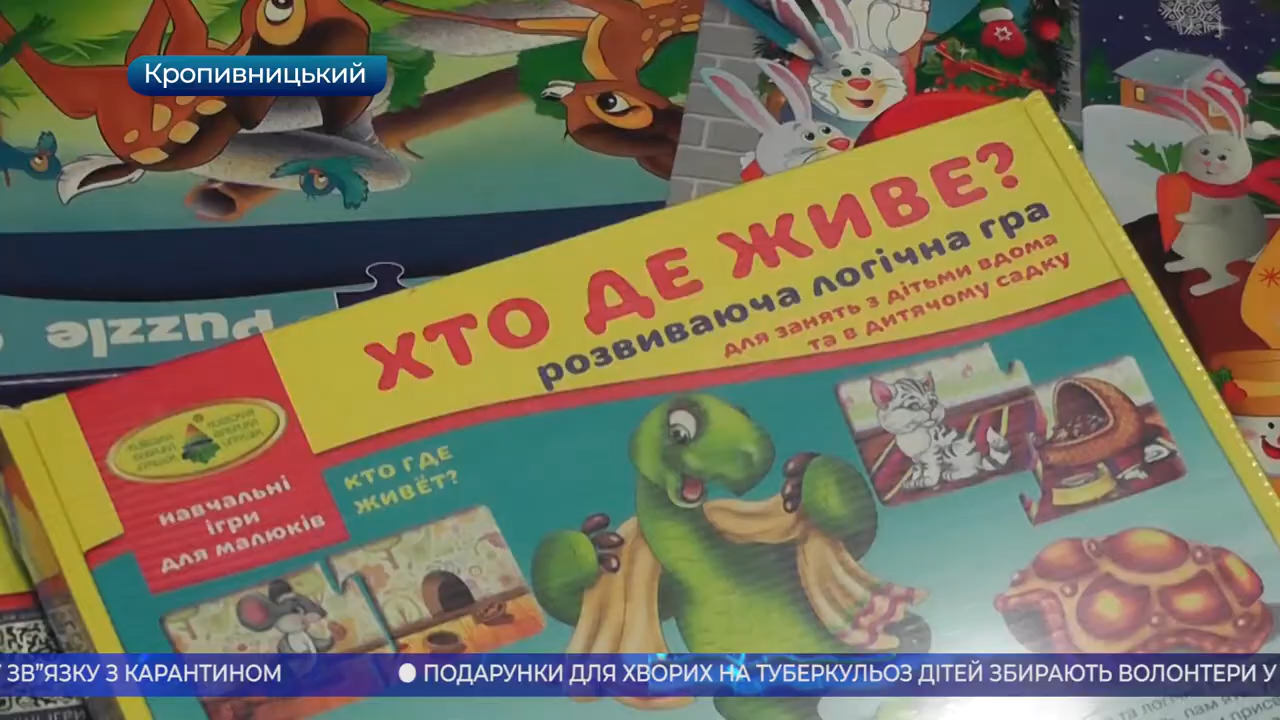 Кропивницький
puzzle
ХТО ДЕ ЖИВЕ?
розвиваюча логічна гра
для занять з дітьми вдома
та в дитячому садку
навчальні
ігри
для малюків
КТО ГДЕ
ЖИВЁТ?
ЗВ"ЯЗКУ З КАРАНТИНОМ
ПОДАРУНКИ ДЛЯ ХВОРИХ НА ТУБЕРКУЛЬОЗ ДІТЕЙ ЗБИРАЮТЬ ВОЛОНТЕРИ У